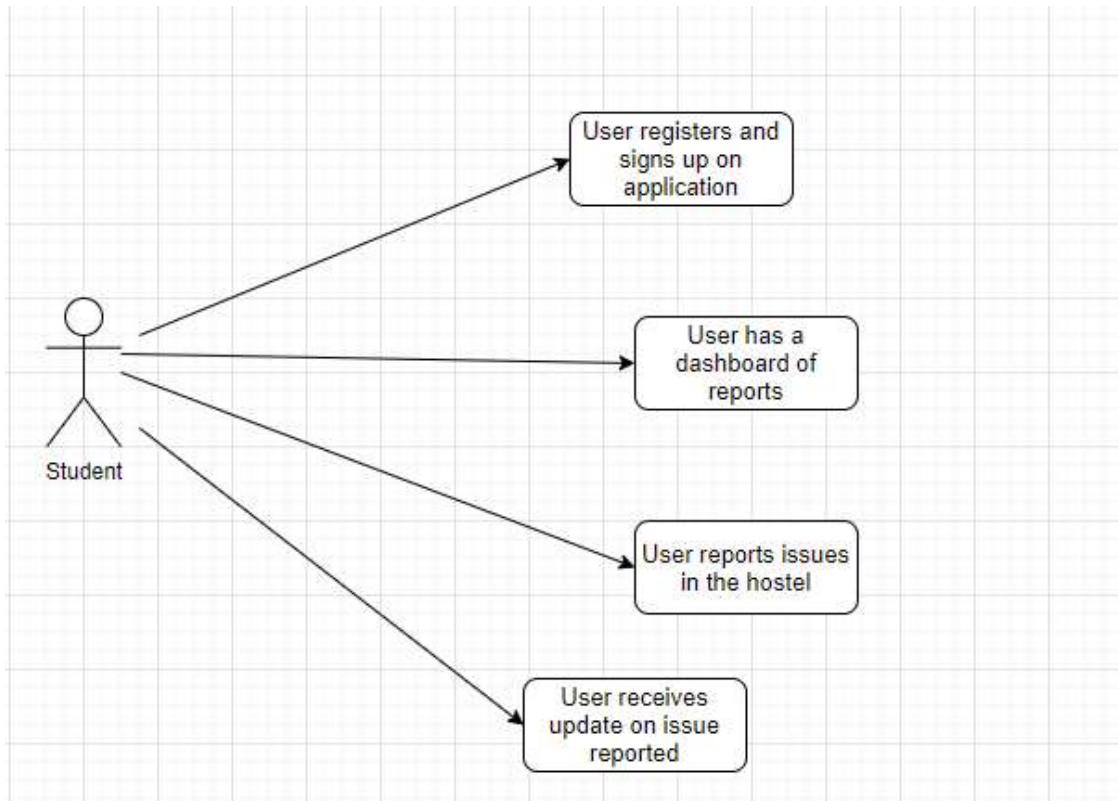 User registers and
signs up on
application
User has a
dashboard of
reports
Student
User reports issues
in the hostel
User receives
update on issue
reported